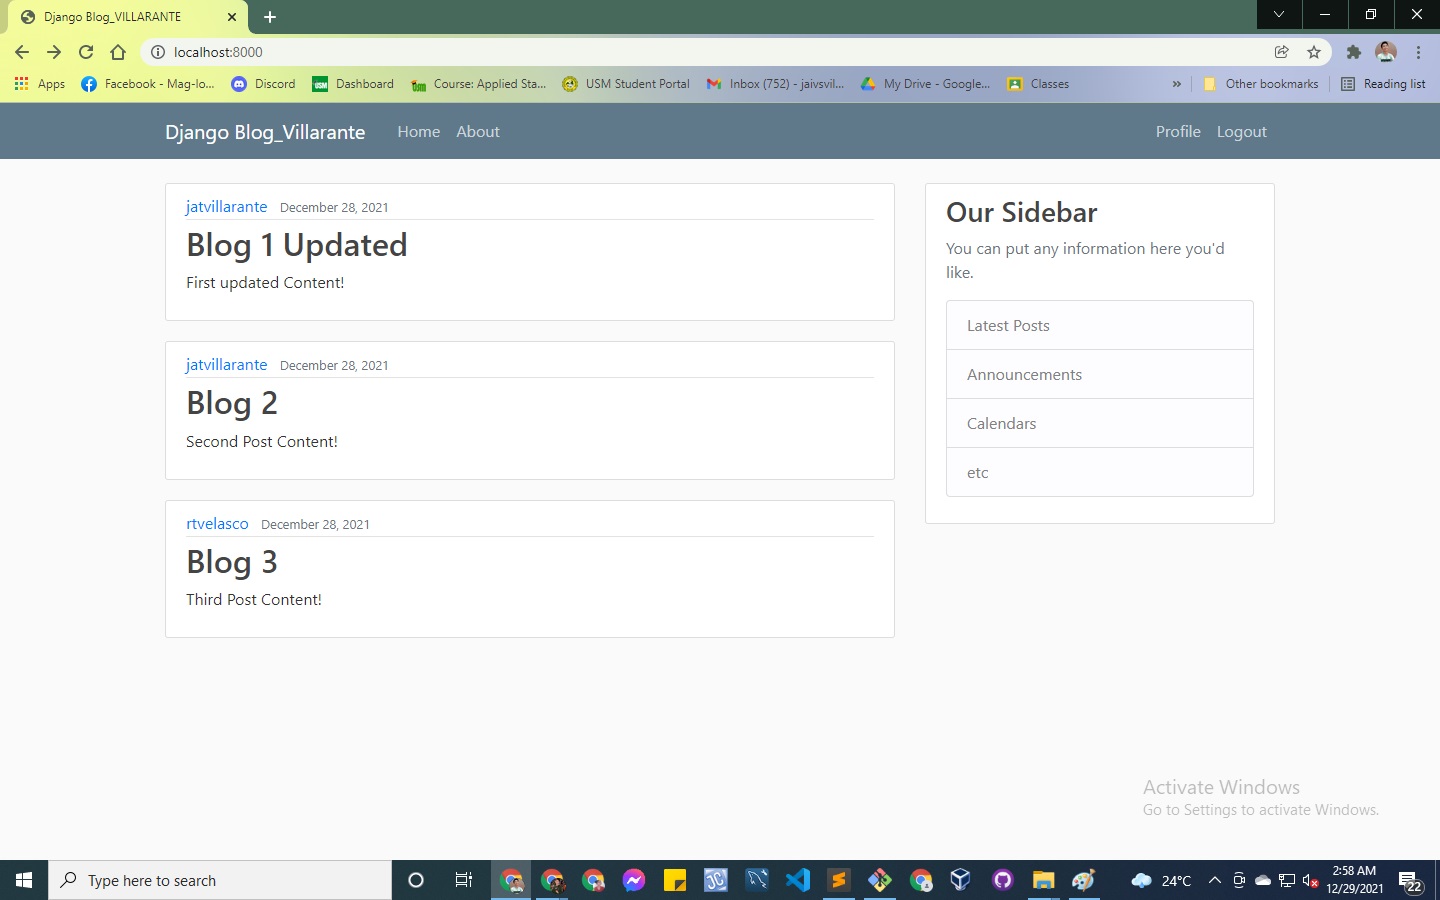 Django Blog_VILLARANTE
localhost:8000
Apps
Facebook - Mag-lo...
Discord
USM
Dashboard
Course: Applied Sta...
USM Student Portal
Inbox (752) - jaivsvil...
My Drive - Google...
Classes
»
Other bookmarks
Reading list
Django Blog_Villarante
Home
About
Profile
Logout
jatvillarante December 28, 2021
Blog 1 Updated
First updated Content!
jatvillarante December 28, 2021
Blog 2
Second Post Content!
rtvelasco December 28, 2021
Blog 3
Third Post Content!
Our Sidebar
You can put any information here you'd
like.
Latest Posts
Announcements
Calendars
etc
Activate Windows
Go to Settings to activate Windows.
Type here to search
24°C
2:58 AM
12/29/2021
22